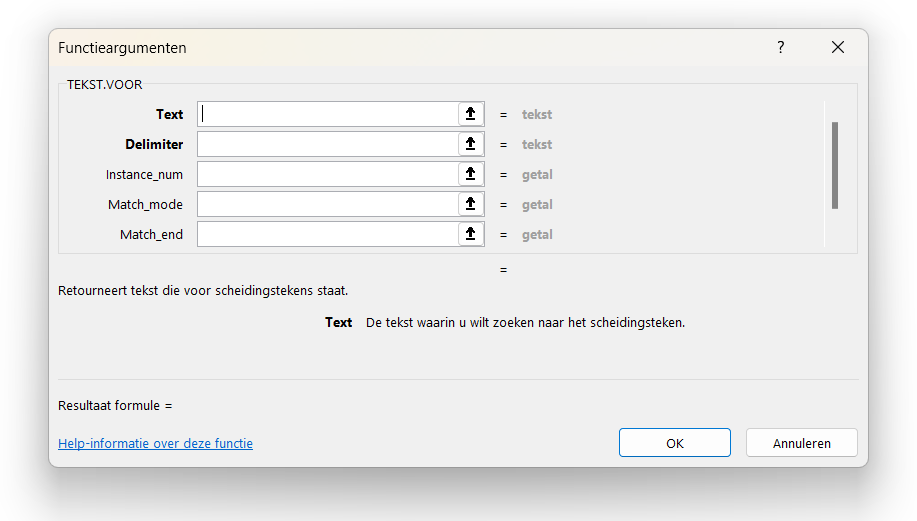 Functieargumenten ?
TEKST.VOOR
Text = tekst
Delimiter = tekst
Instance_num = getal
Match_mode = getal
Match_end = getal
=
Retourneert tekst die voor scheidingstekens staat.
Text De tekst waarin u wilt zoeken naar het scheidingsteken.
Resultaat formule =
Help-informatie over deze functie OK Annuleren